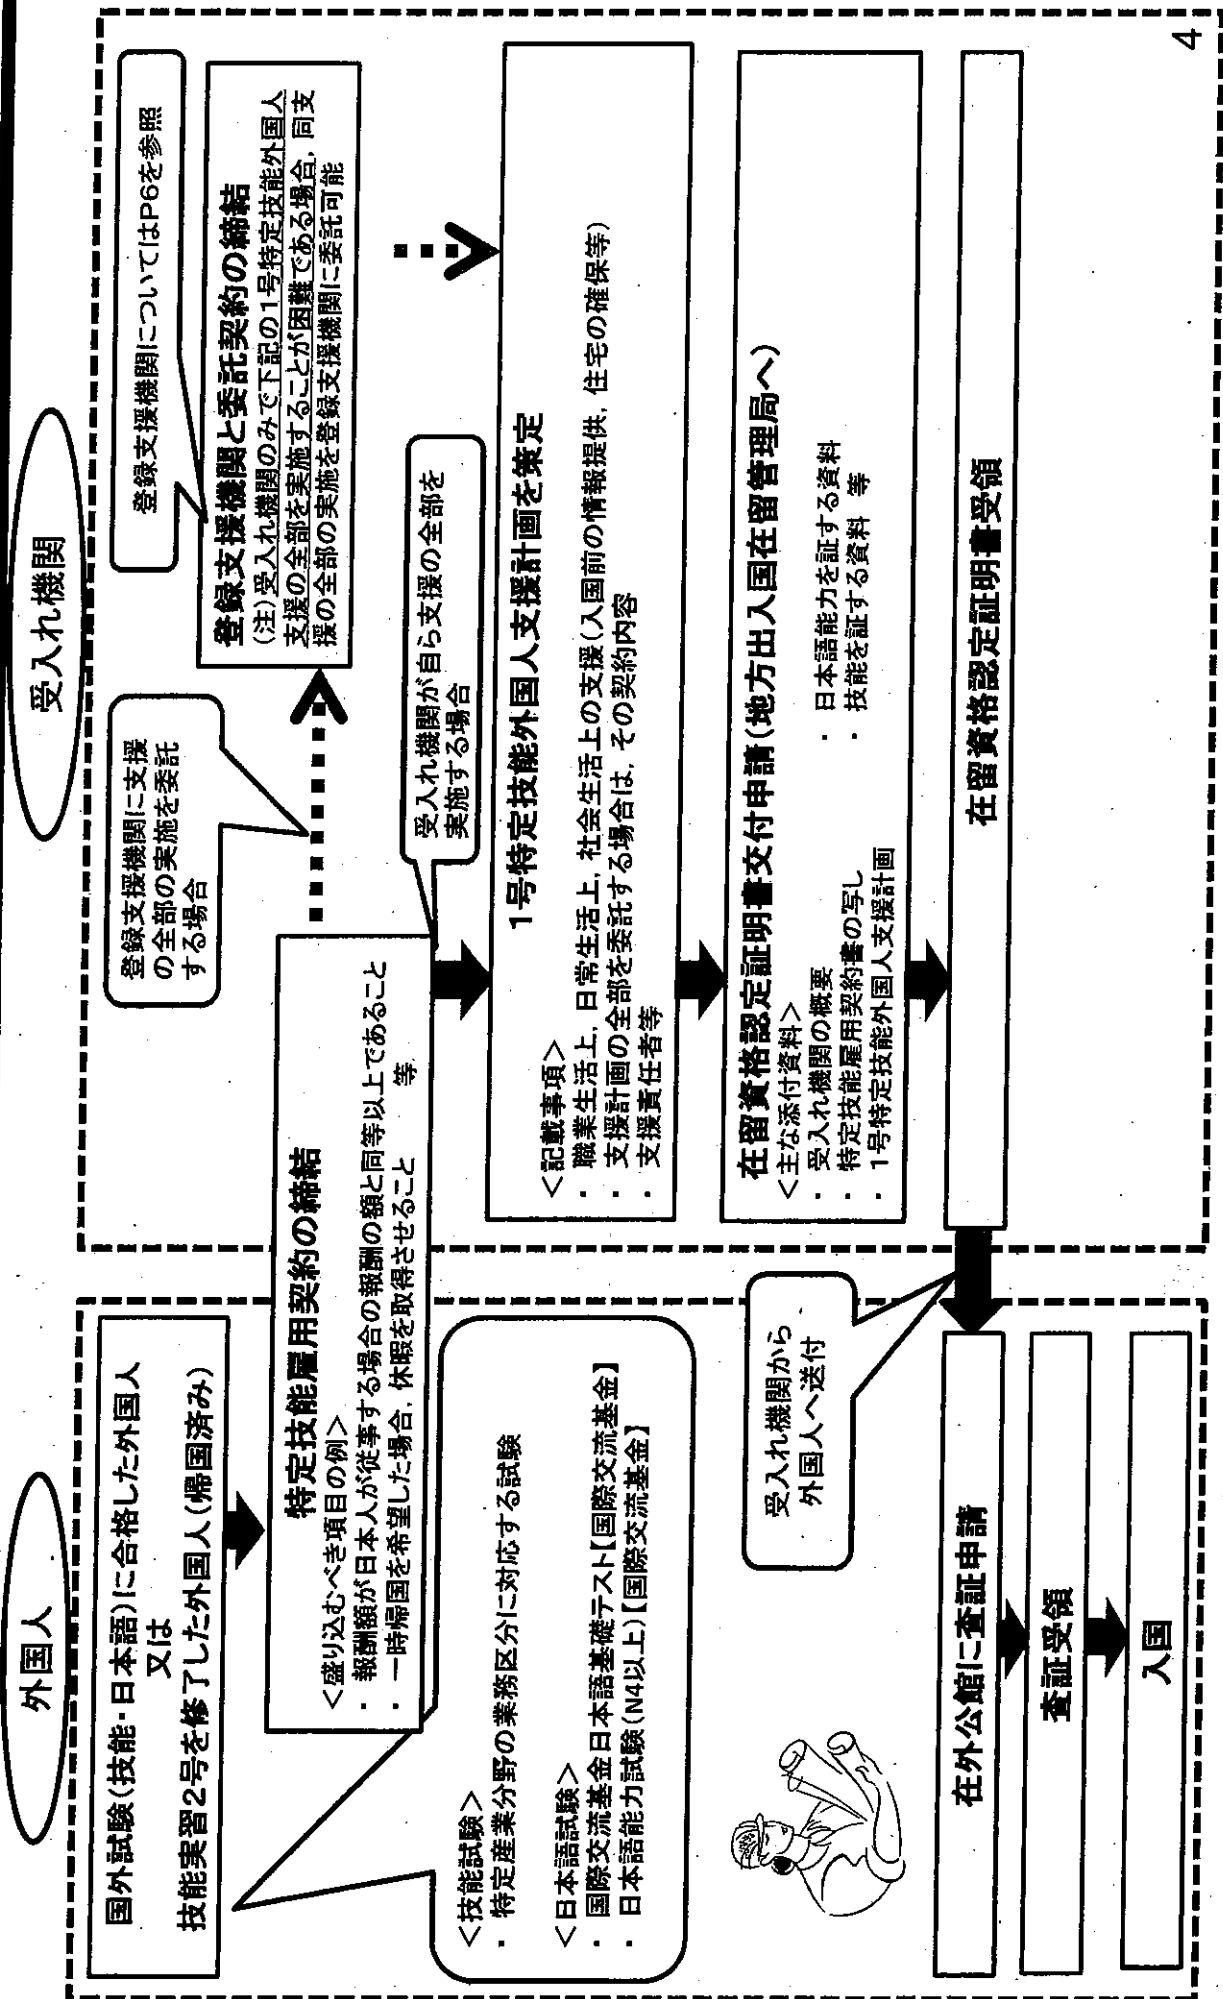 外国人
国外試験(技能・日本語)に合格した外国人
又は
技能実習2号を修了した外国人(帰国済み)
特定技能雇用契約の締結
<盛り込むべき項目の例>
・ 報酬額が日本人が従事する場合の報酬の額と同等以上であること
・ 一時帰国を希望した場合,休暇を取得させること 等
<技能試験>
・ 特定産業分野の業務区分に対応する試験
<日本語試験>
・ 国際交流基金日本語基礎テスト【国際交流基金】
・ 日本語能力試験(N4以上)【国際交流基金】
受入れ機関
登録支援機関に支援
の全部の実施を委託
する場合
登録支援機関についてはP6を参照
登録支援機関と委託契約の締結
(注)受入れ機関のみで下記の1号特定技能外国人
支援の全部を実施することが困難である場合,同支
援の全部の実施を登録支援機関に委託可能
受入れ機関が自ら支援の全部を
実施する場合
1号特定技能外国人支援計画を策定
<記載事項>
・ 職業生活上,日常生活上,社会生活上の支援(入国前の情報提供,住宅の確保等)
・ 支援計画の全部を委託する場合は,その契約内容
・ 支援責任者等
在留資格認定証明書交付申請(地方出入国在留管理局へ)
<主な添付資料>
・ 受入れ機関の概要
・ 特定技能雇用契約書の写し
・ 1号特定技能外国人支援計画
・ 日本語能力を証する資料
・ 技能を証する資料 等
在留資格認定証明書受領
受入れ機関から
外国人へ送付
在外公館に査証申請
査証受領
入国
4